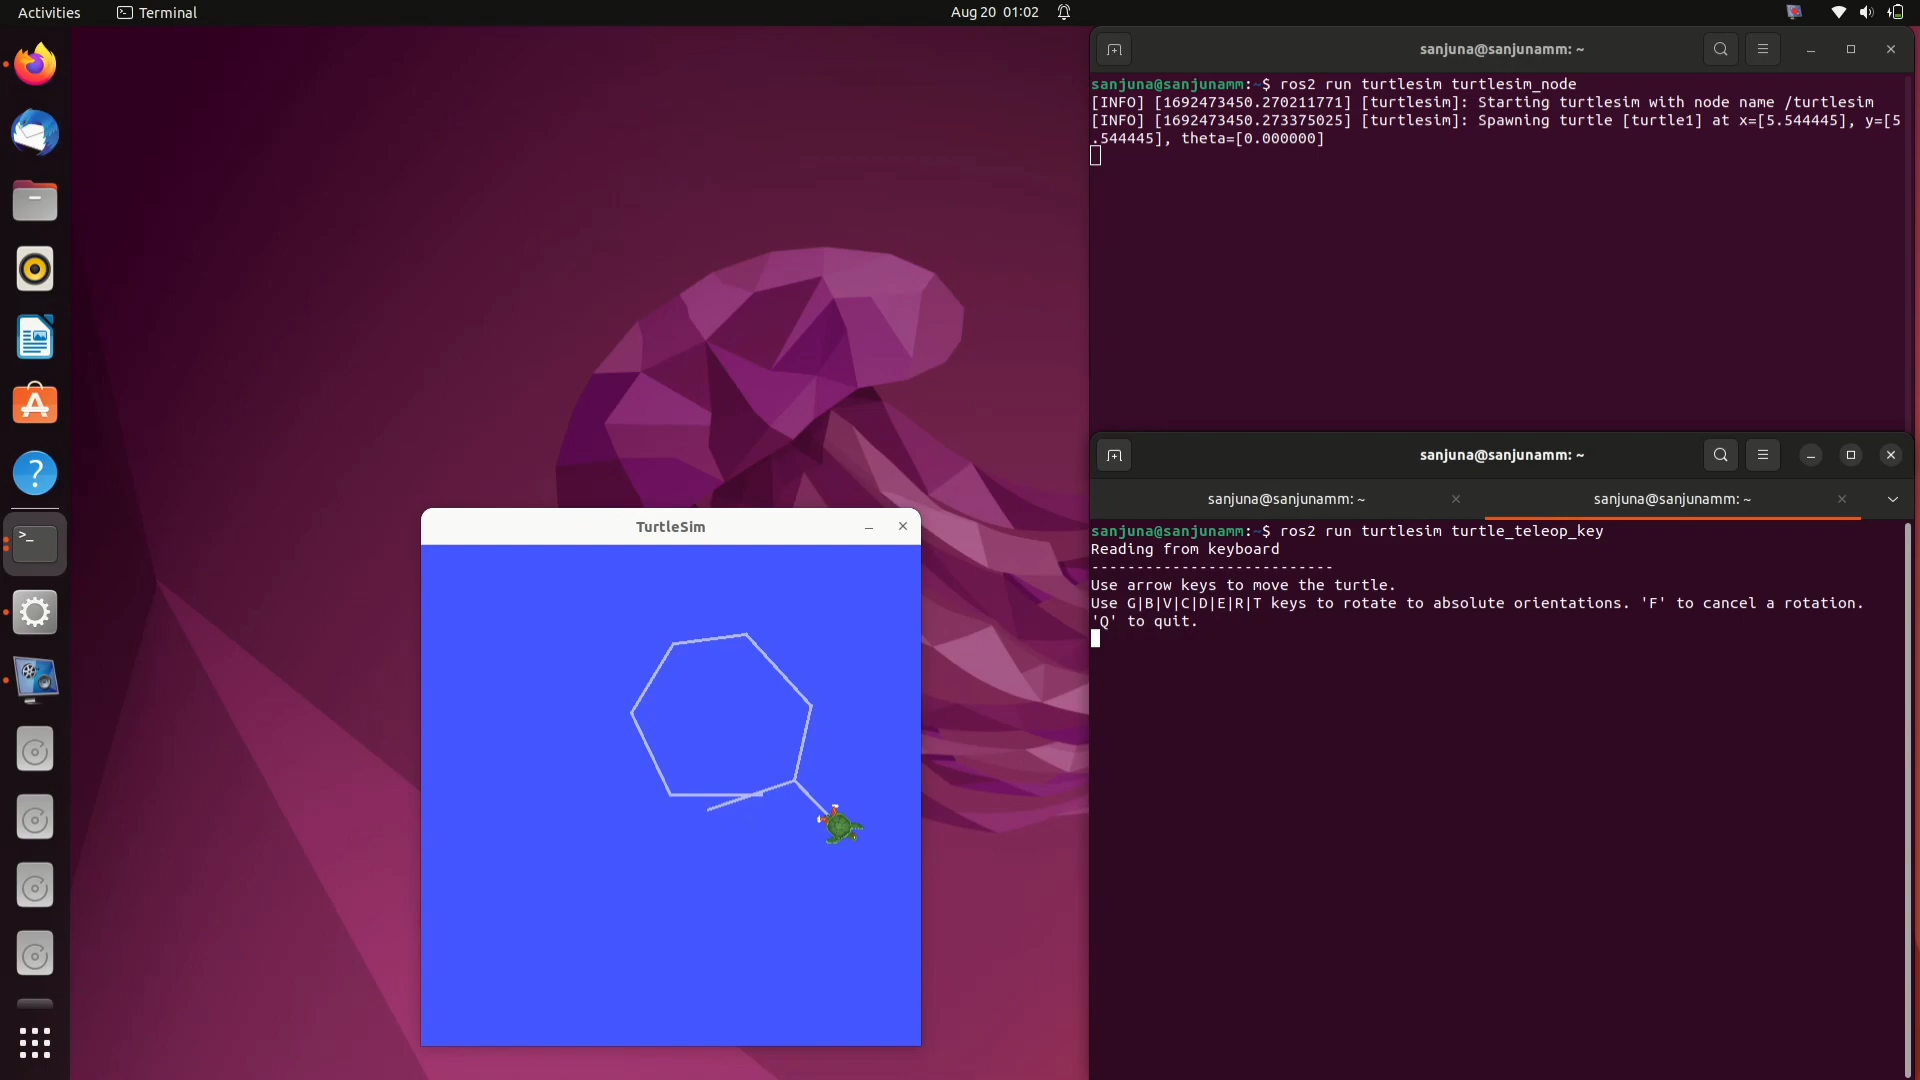 Activities
Terminal
Aug 20 01:02
sanjuna@sanjunamm: ~
sanjuna@sanjunamm:~$ ros2 run turtlesim turtlesim_node
[INFO] [1692473450.270211771] [turtlesim]: Starting turtlesim with node name /turtlesim
[INFO] [1692473450.273375025] [turtlesim]: Spawning turtle [turtle1] at x=[5.544445], y=[5
.544445], theta=[0.000000]
sanjuna@sanjunamm: ~
sanjuna@sanjunamm: ~
sanjuna@sanjunamm: ~
sanjuna@sanjunamm:~$ ros2 run turtlesim turtle_teleop_key
Reading from keyboard
---------------------------
Use arrow keys to move the turtle.
Use G|B|V|C|D|E|R|T keys to rotate to absolute orientations. 'F' to cancel a rotation.
'Q' to quit.
TurtleSim